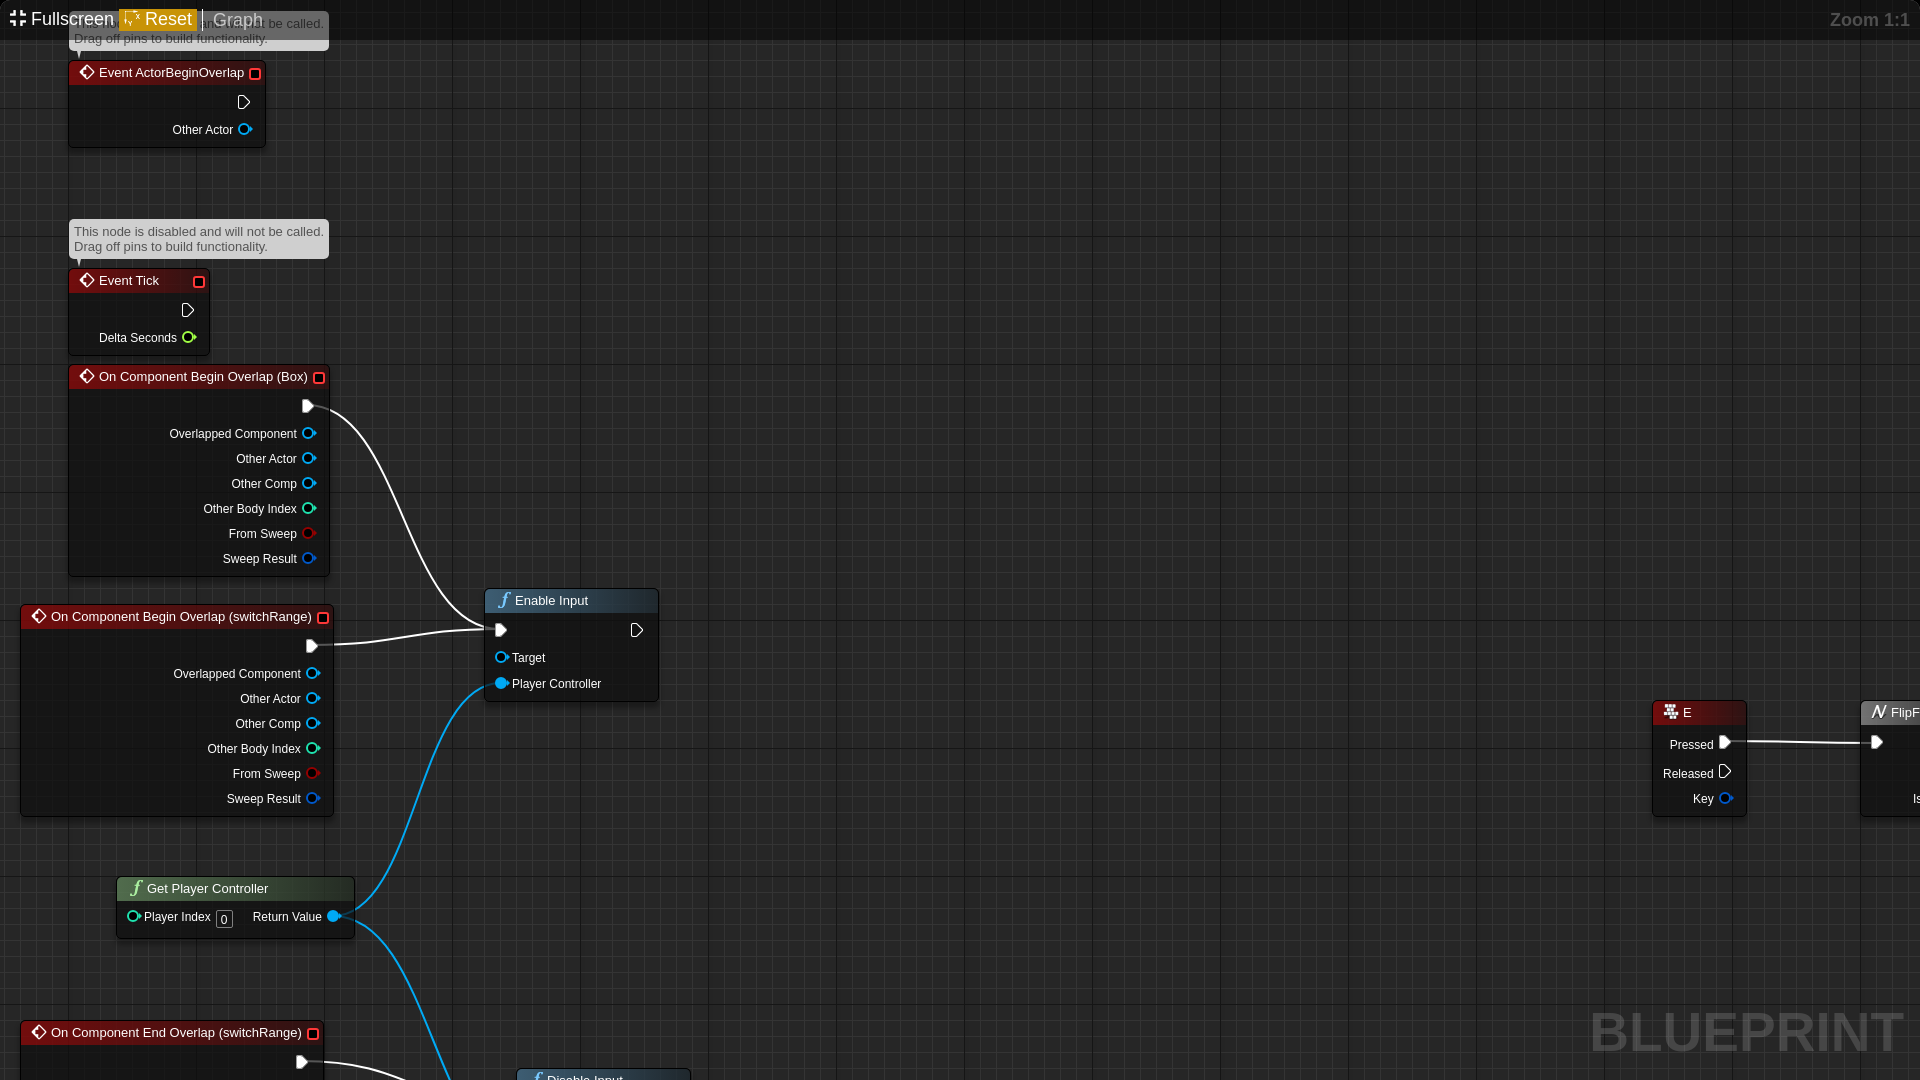 Fullscreen
Reset
Graph
Zoom 1:1
be called.
Drag off pins to build functionality.
Event ActorBeginOverlap
Other Actor
This node is disabled and will not be called.
Drag off pins to build functionality.
Event Tick
Delta Seconds
On Component Begin Overlap (Box)
Overlapped Component
Other Actor
Other Comp
Other Body Index
From Sweep
Sweep Result
Enable Input
Target
Player Controller
On Component Begin Overlap (switchRange)
Overlapped Component
Other Actor
Other Comp
Other Body Index
From Sweep
Sweep Result
E
Pressed
Released
Key
FlipF
Is
Get Player Controller
Player Index 0 Return Value
On Component End Overlap (switchRange)
Disable Input
BLUEPRINT